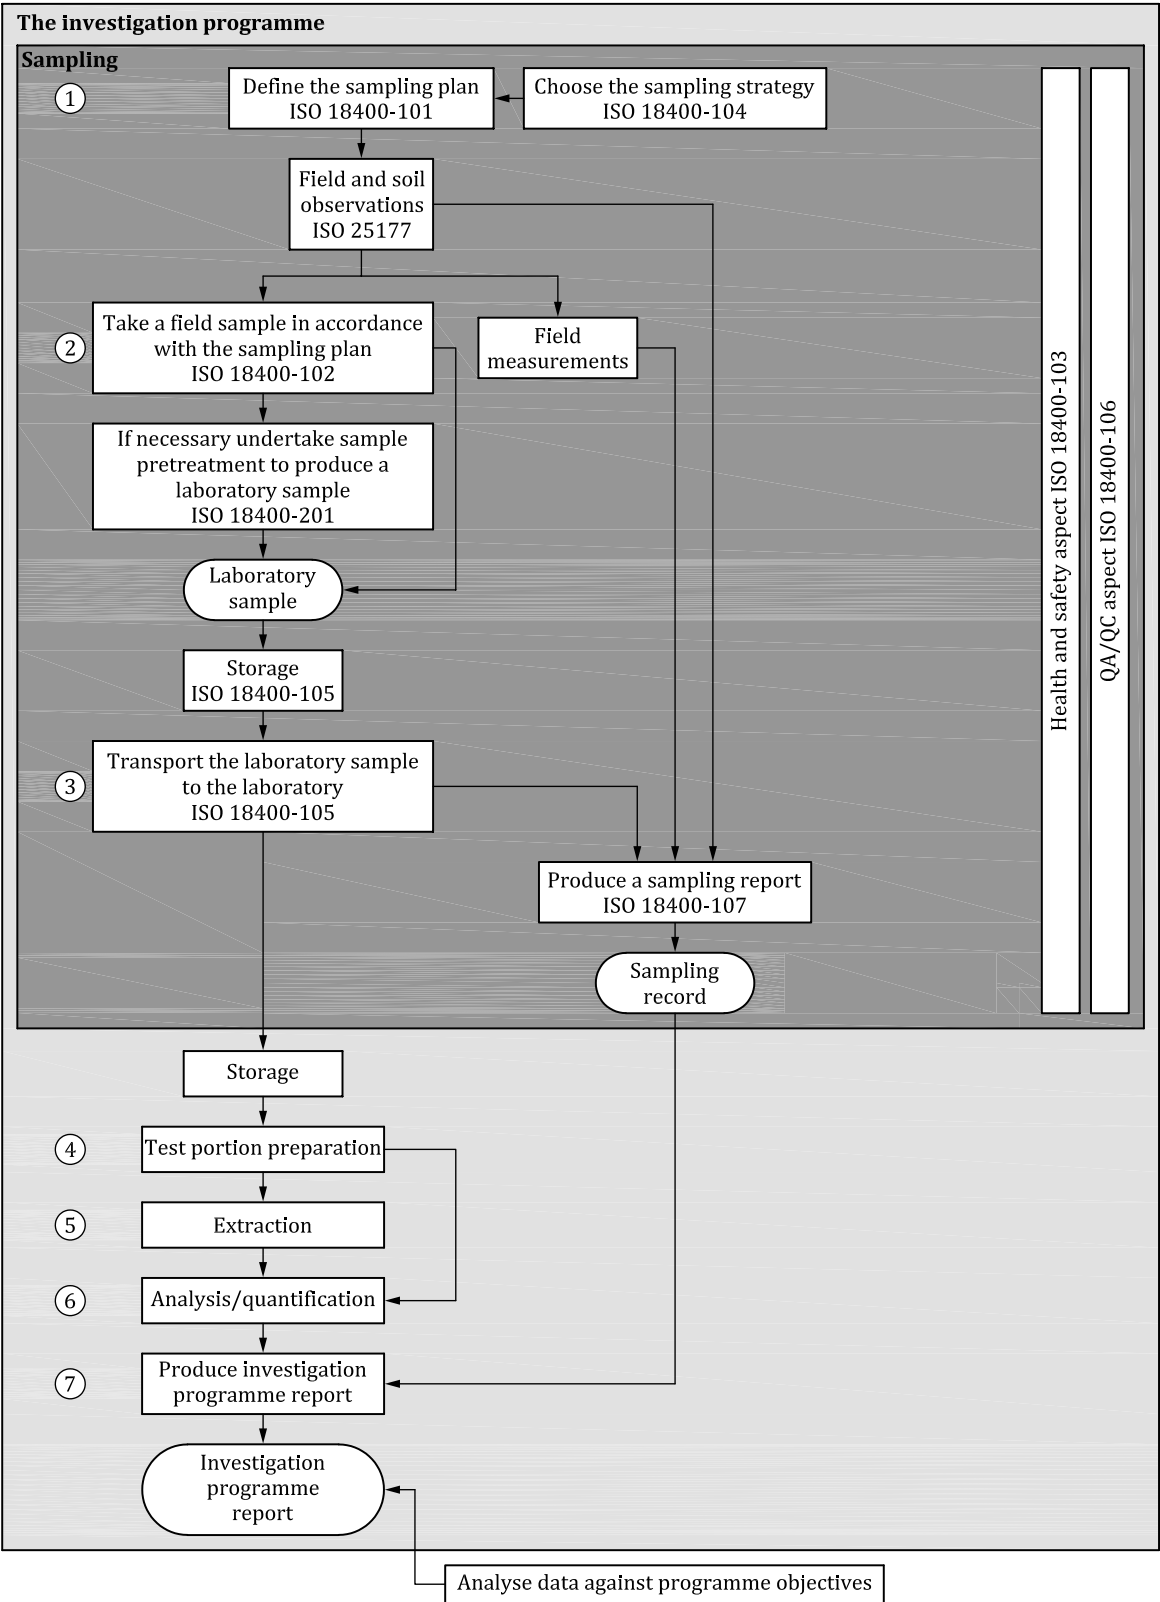 The investigation programme
Sampling
1
Define the sampling plan
ISO 18400-101
Choose the sampling strategy
ISO 18400-104
Field and soil
observations
ISO 25177
2
Take a field sample in accordance
with the sampling plan
ISO 18400-102
Field
measurements
If necessary undertake sample
pretreatment to produce a
laboratory sample
ISO 18400-201
Laboratory
sample
Storage
ISO 18400-105
3
Transport the laboratory sample
to the laboratory
ISO 18400-105
Produce a sampling report
ISO 18400-107
Sampling
record
Health and safety aspect ISO 18400-103
QA/QC aspect ISO 18400-106
Storage
4
Test portion preparation
5
Extraction
6
Analysis/quantification
7
Produce investigation
programme report
Investigation
programme
report
Analyse data against programme objectives